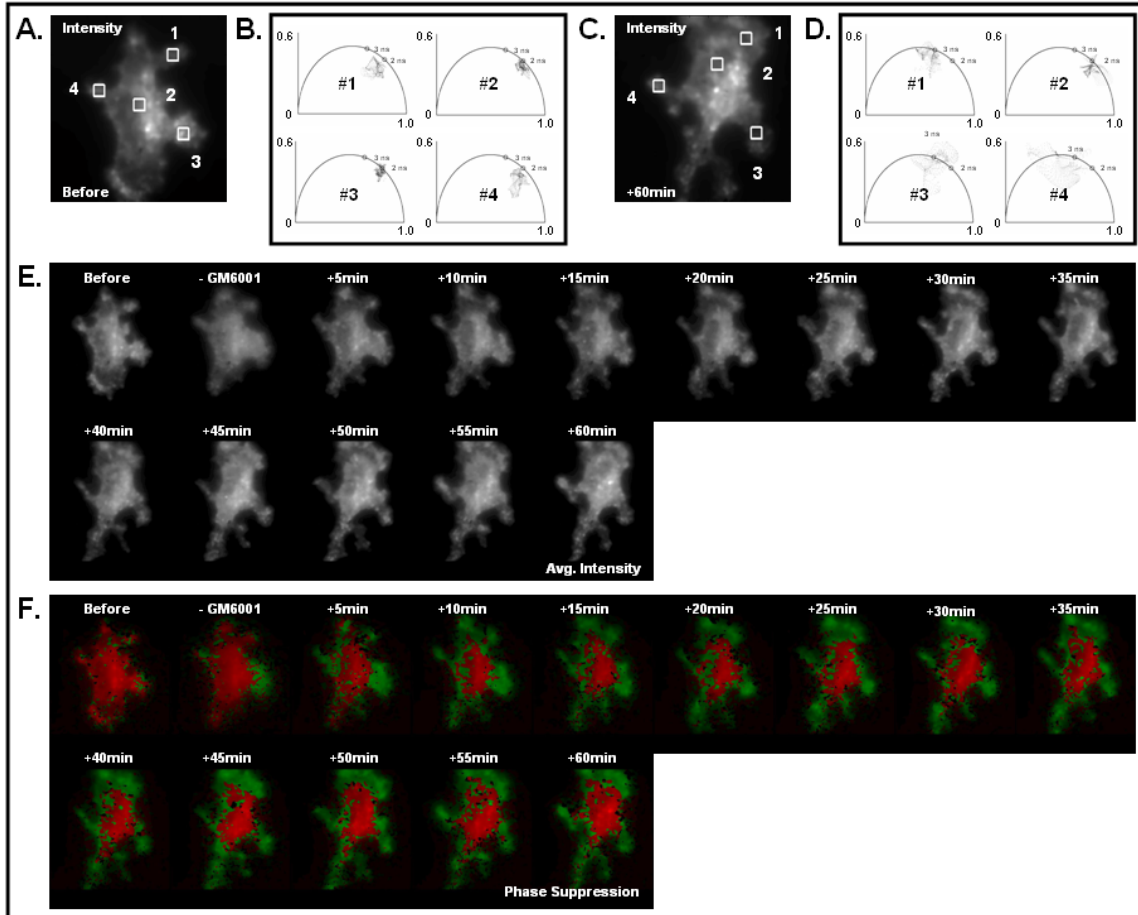 A.
Intensity
1
4
2
3
Before
B.
0.6
3 ns
2 ns
#1
0
1.0
0.6
3 ns
2 ns
#2
0
1.0
0.6
3 ns
2 ns
#3
0
1.0
0.6
3 ns
2 ns
#4
0
1.0
C.
Intensity
1
2
4
3
+60min
D.
0.6
3 ns
2 ns
#1
0
1.0
0.6
3 ns
2 ns
#2
0
1.0
0.6
3 ns
2 ns
#3
0
1.0
0.6
3 ns
2 ns
#4
0
1.0
E.
Before - GM6001 +5min +10min +15min +20min +25min +30min +35min
+40min +45min +50min +55min +60min
Avg. Intensity
F.
Before - GM6001 +5min +10min +15min +20min +25min +30min +35min
+40min +45min +50min +55min +60min
Phase Suppression